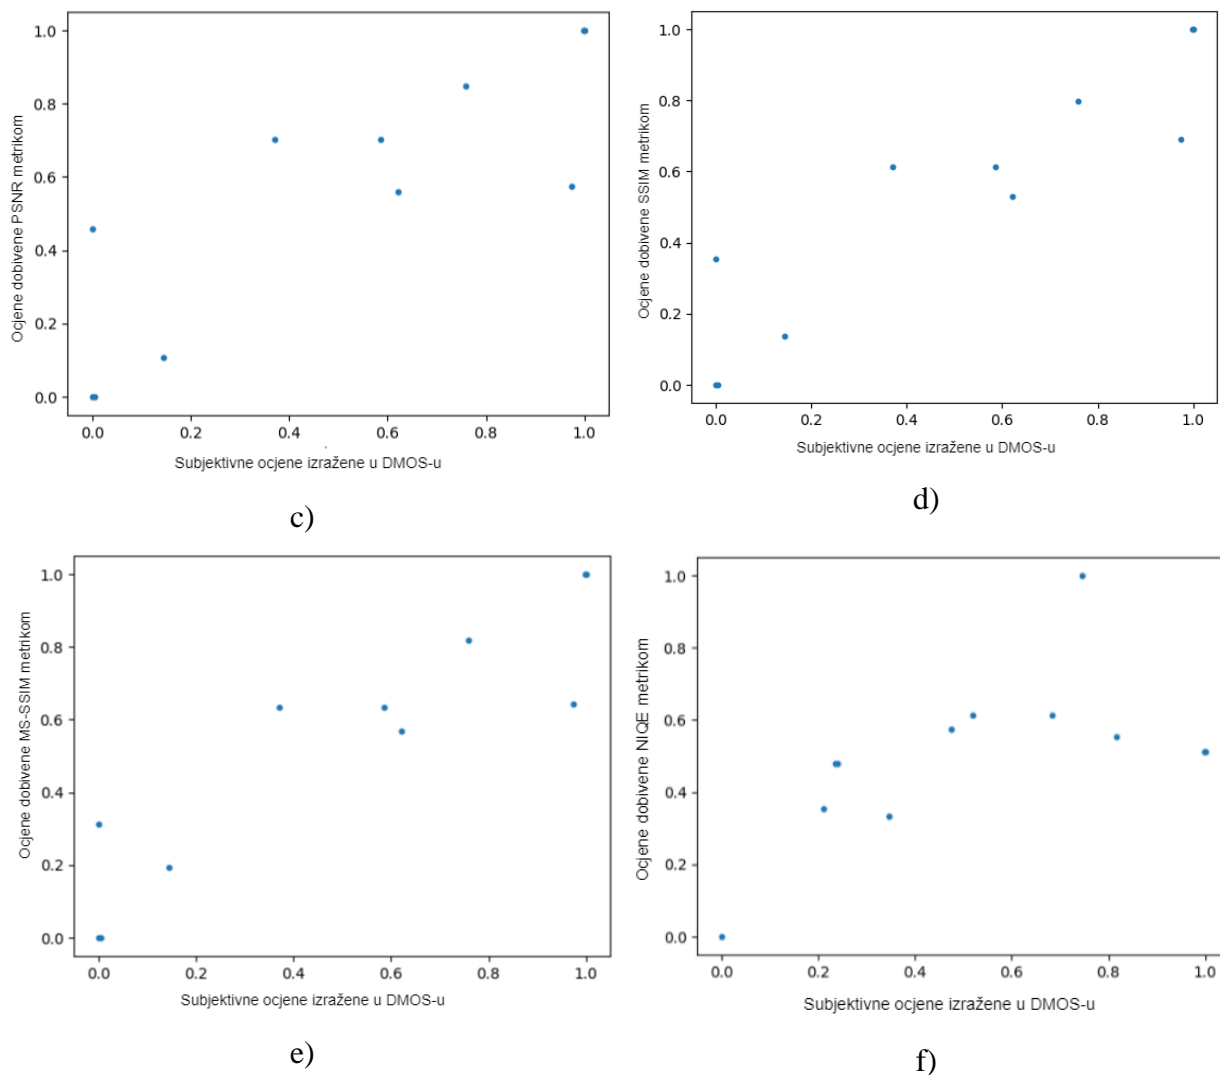 1.0
0.8
0.6
0.4
0.2
0.0
Ocjene dobivene PSNR metrikom
0.0 0.2 0.4 0.6 0.8 1.0
Subjektivne ocjene izražene u DMOS-u
c)
1.0
0.8
0.6
0.4
0.2
0.0
Ocjene dobivene SSIM metrikom
0.0 0.2 0.4 0.6 0.8 1.0
Subjektivne ocjene izražene u DMOS-u
d)
1.0
0.8
0.6
0.4
0.2
0.0
Ocjene dobivene MS-SSIM metrikom
0.0 0.2 0.4 0.6 0.8 1.0
Subjektivne ocjene izražene u DMOS-u
e)
1.0
0.8
0.6
0.4
0.2
0.0
Ocjene dobivene NIQE metrikom
0.0 0.2 0.4 0.6 0.8 1.0
Subjektivne ocjene izražene u DMOS-u
f)